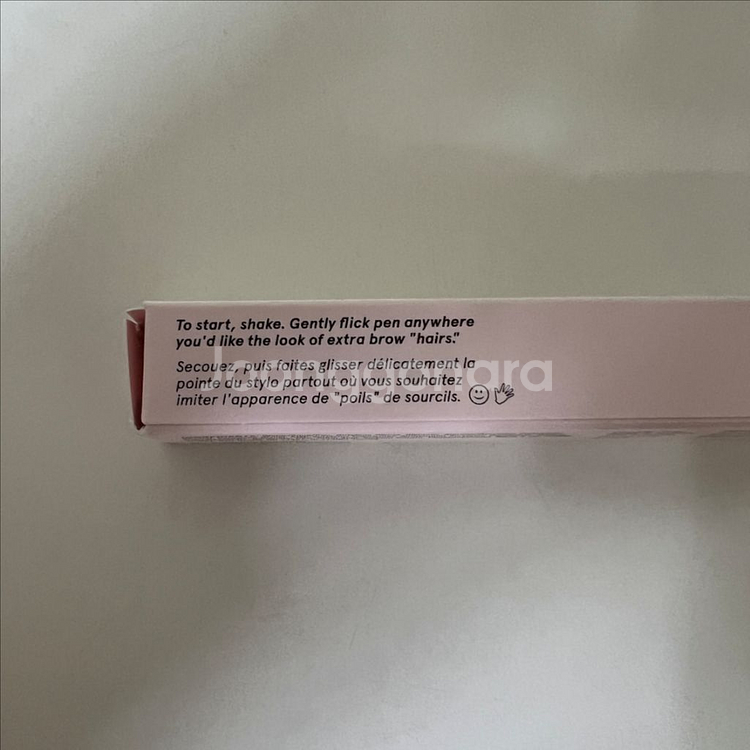 To start, shake. Gently flick pen anywhere
you'd like the look of extra brow "hairs."
Secouez, puis faites glisser délicatement la
pointe du stylo partout où vous souhaitez
imiter l'apparence de "poils" de sourcils.
Joonggonara